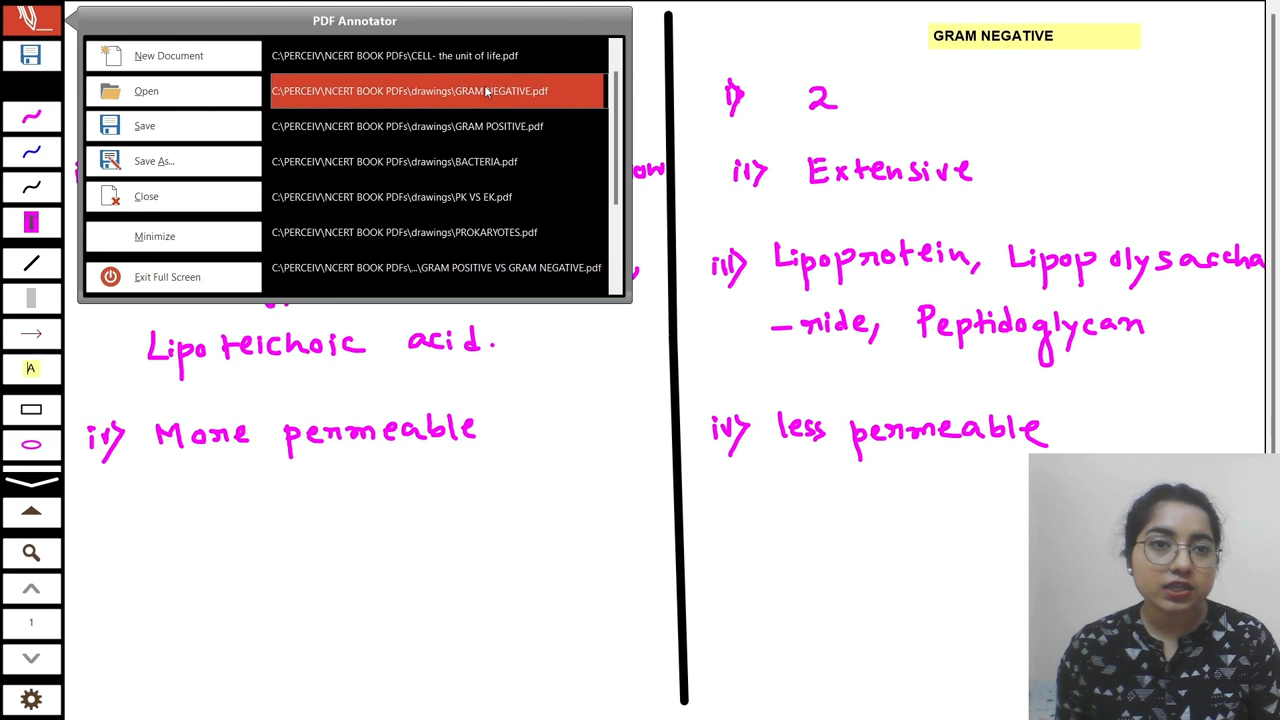 PDF Annotator
New Document
Open
Save
Save As...
Close
Minimize
Exit Full Screen
C:\PERCEIV\NCERT BOOK PDFs\CELL- the unit of life.pdf
C:\PERCEIV\NCERT BOOK PDFs\drawings\GRAM NEGATIVE.pdf
C:\PERCEIV\NCERT BOOK PDFs\drawings\GRAM POSITIVE.pdf
C:\PERCEIV\NCERT BOOK PDFs\drawings\BACTERIA.pdf
C:\PERCEIV\NCERT BOOK PDFs\drawings\PK VS EK.pdf
C:\PERCEIV\NCERT BOOK PDFs\drawings\PROKARYOTES.pdf
C:\PERCEIV\NCERT BOOK PDFs\...\GRAM POSITIVE VS GRAM NEGATIVE.pdf
A
1
Lipoteichoic acid.
iv) More permeable
GRAM NEGATIVE
i) 2
ii) Extensive
iii) Lipoprotein, Lipopolysaccha
-ride, Peptidoglycan
iv) less permeable